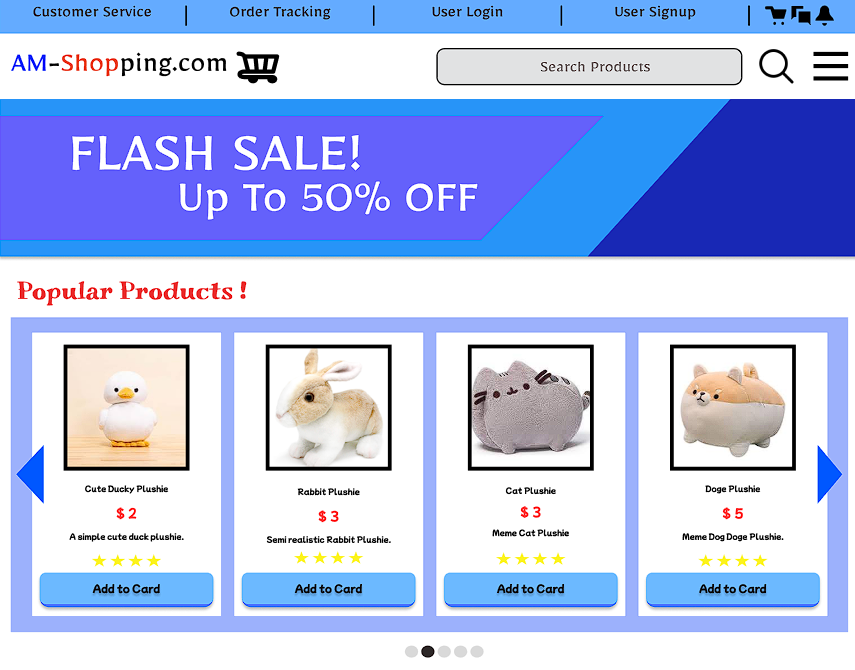 Customer Service
Order Tracking
User Login
User Signup
AM-Shopping.com
Search Products
FLASH SALE!
Up To 50% OFF
Popular Products !
Cute Ducky Plushie
$ 2
A simple cute duck plushie.
Add to Card
Rabbit Plushie
$ 3
Semi realistic Rabbit Plushie.
Add to Card
Cat Plushie
$ 3
Meme Cat Plushie
Add to Card
Doge Plushie
$ 5
Meme Dog Doge Plushie.
Add to Card